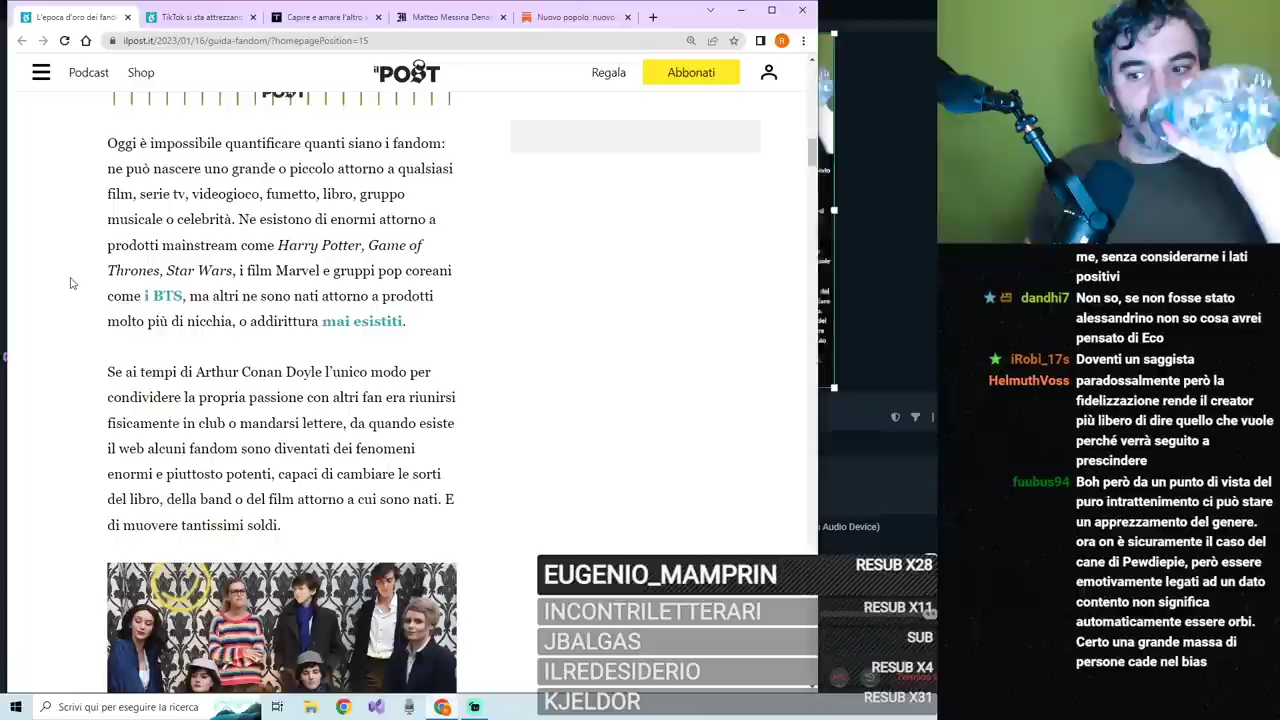 L'epoca d'oro dei fandi
TikTok si sta attrezzand
Capire e amare l'altro è
Matteo Messina Dena
Nuovo popolo, nuovo
ilpost.it/2023/01/16/guida-fandom/?homepagePosition=15
Podcast
Shop
il POST
Regala
Abbonati
POST
Oggi è impossibile quantificare quanti siano i fandom:
ne può nascere uno grande o piccolo attorno a qualsiasi
film, serie tv, videogioco, fumetto, libro, gruppo
musicale o celebrità. Ne esistono di enormi attorno a
prodotti mainstream come Harry Potter, Game of
Thrones, Star Wars, i film Marvel e gruppi pop coreani
come i BTS, ma altri ne sono nati attorno a prodotti
molto più di nicchia, o addirittura mai esistiti.
Se ai tempi di Arthur Conan Doyle l'unico modo per
condividere la propria passione con altri fan era riunirsi
fisicamente in club o mandarsi lettere, da quando esiste
il web alcuni fandom sono diventati dei fenomeni
enormi e piuttosto potenti, capaci di cambiare le sorti
del libro, della band o del film attorno a cui sono nati. E
di muovere tantissimi soldi.
n Audio Device)
EUGENIO_MAMPRIN RESUB X28
INCONTRILETTERARI RESUB X11
JBALGAS SUB
ILREDESIDERIO RESUB X4
KJELDOR RESUB X31
Scrivi qui per eseguire la ricerca
me, senza considerarne i lati
positivi
dandhi7 Non so, se non fosse stato
alessandrino non so cosa avrei
pensato di Eco
iRobi_17s Doventi un saggista
HelmuthVoss paradossalmente però la
fidelizzazione rende il creator
più libero di dire quello che vuole
perché verrà seguito a
prescindere
fuubus94 Boh però da un punto di vista del
puro intrattenimento ci può stare
un apprezzamento del genere.
ora on è sicuramente il caso del
cane di Pewdiepie, però essere
emotivamente legati ad un dato
contento non significa
automaticamente essere orbi.
Certo una grande massa di
persone cade nel bias